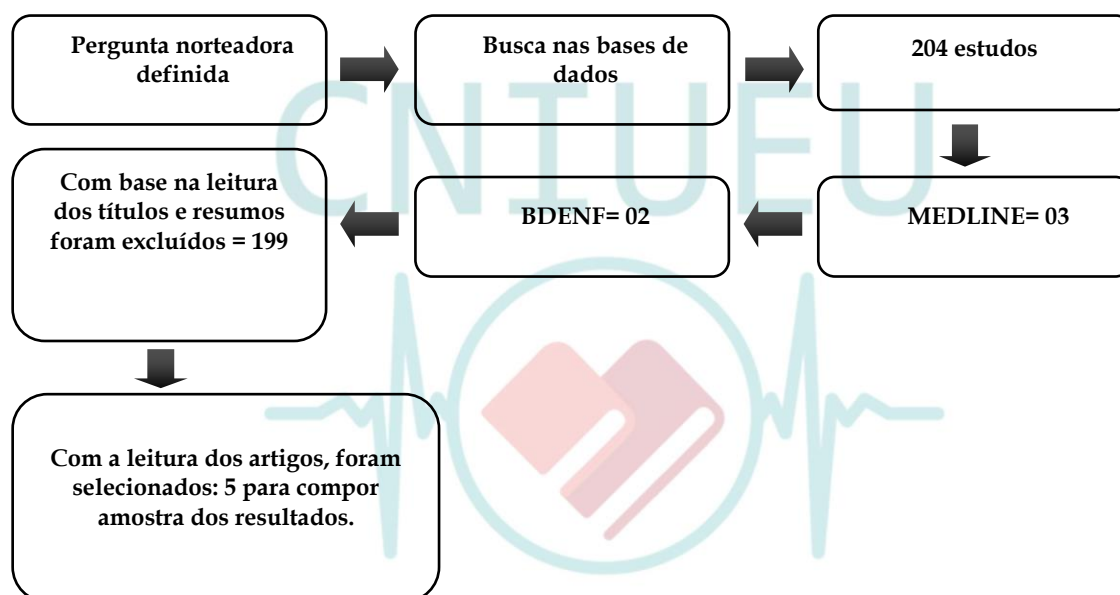 Pergunta norteadora
definida
Busca nas bases de
dados
204 estudos
MEDLINE= 03
BDENF= 02
Com base na leitura
dos títulos e resumos
foram excluídos = 199
Com a leitura dos artigos, foram
selecionados: 5 para compor
amostra dos resultados.
CNIUEU